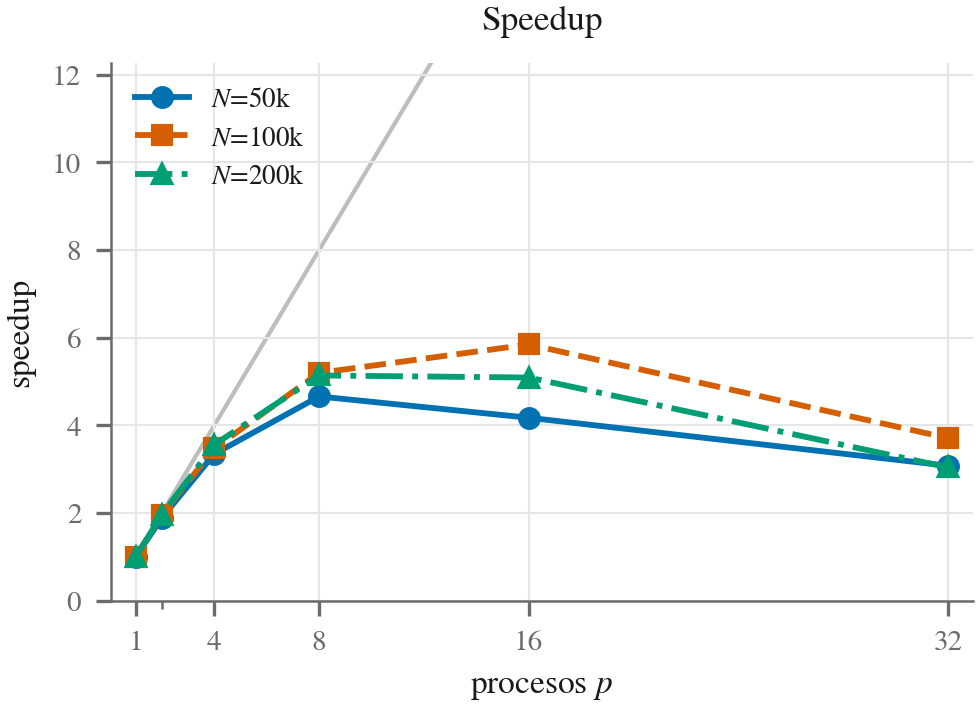 Speedup
12
10
8
6
4
2
0
speedup
N=50k
N=100k
N=200k
1 4 8 16 32
procesos p